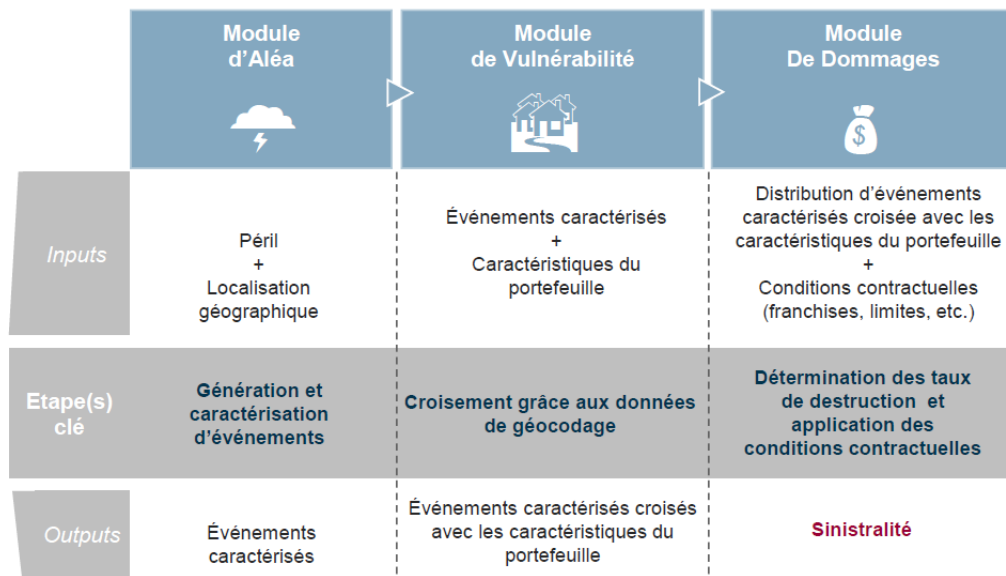 Module
d'Aléa
Module
de Vulnérabilité
Module
De Dommages
$
Inputs
Péril
+
Localisation
géographique
Événements caractérisés
+
Caractéristiques du
portefeuille
Distribution d'événements
caractérisés croisée avec les
caractéristiques du portefeuille
+
Conditions contractuelles
(franchises, limites, etc.)
Etape(s)
clé
Génération et
caractérisation
d'événements
Croisement grâce aux données
de géocodage
Détermination des taux
de destruction et
application des
conditions contractuelles
Outputs
Événements
caractérisés
Événements caractérisés croisés
avec les caractéristiques du
portefeuille
Sinistralité